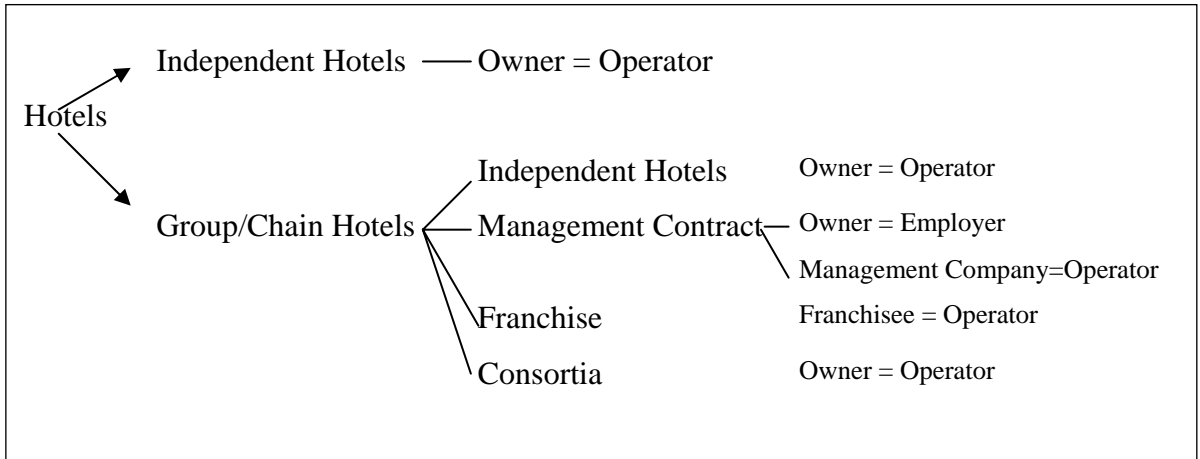 Independent Hotels Owner = Operator
Hotels
Independent Hotels Owner = Operator
Group/Chain Hotels Management Contract Owner = Employer
Management Company=Operator
Franchise Franchisee = Operator
Consortia Owner = Operator